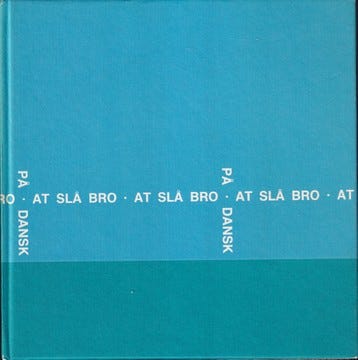 RO · AT SLÅ BRO · AT SLÅ BRO · AT SLÅ BRO · AT
PÅ DANSK
PÅ DANSK